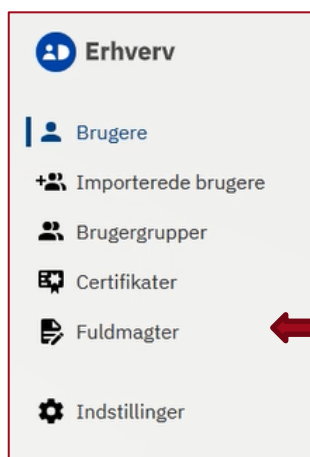 Erhverv
Brugere
Importerede brugere
Brugergrupper
Certifikater
Fuldmagter
Indstillinger